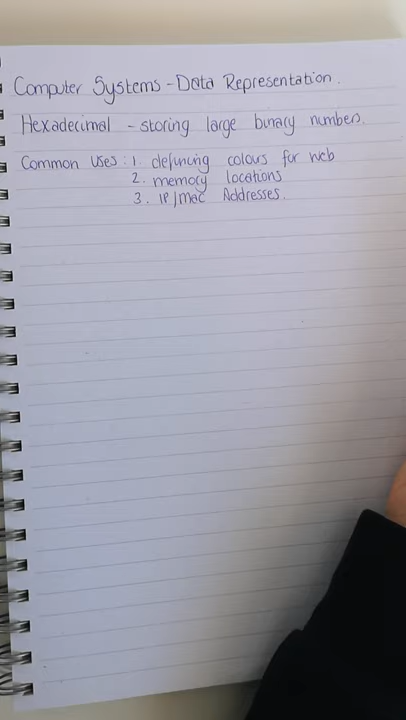 Computer Systems - Data Representation.
Hexadecimal - storing large binary numbers.
Common Uses: 1. defining colours for web
2. memory locations
3. IP/mac Addresses.